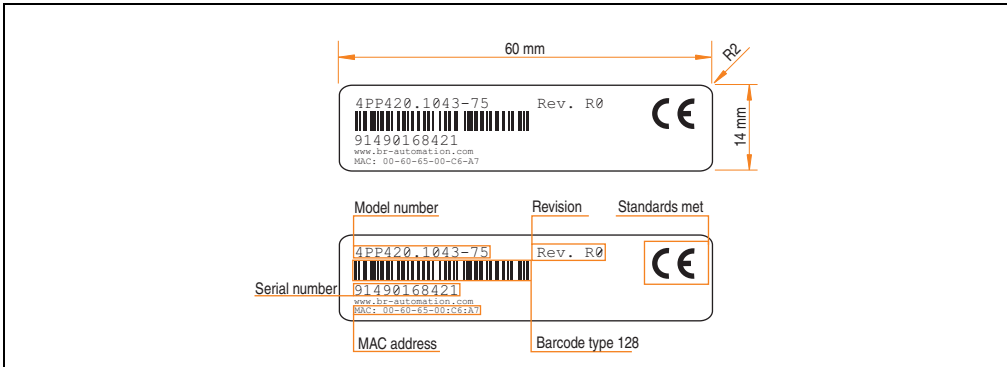 60 mm
R2
4PP420.1043-75 Rev. R0
CE
91490168421
www.br-automation.com
MAC: 00-60-65-00-C6-A7
14 mm
Model number Revision Standards met
4PP420.1043-75 Rev. R0
CE
Serial number 91490168421
www.br-automation.com
MAC: 00-60-65-00:C6:A7
MAC address Barcode type 128